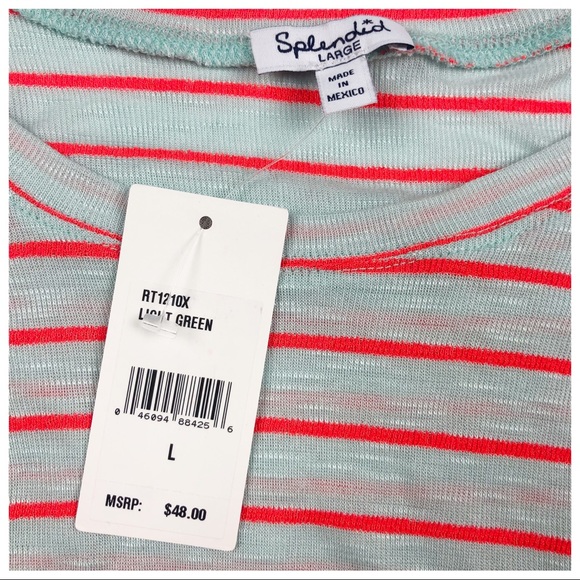 Splendid
LARGE
MADE
IN
MEXICO
RT1210X
LIGHT GREEN
0 46094 88425 6
L
MSRP: $48.00